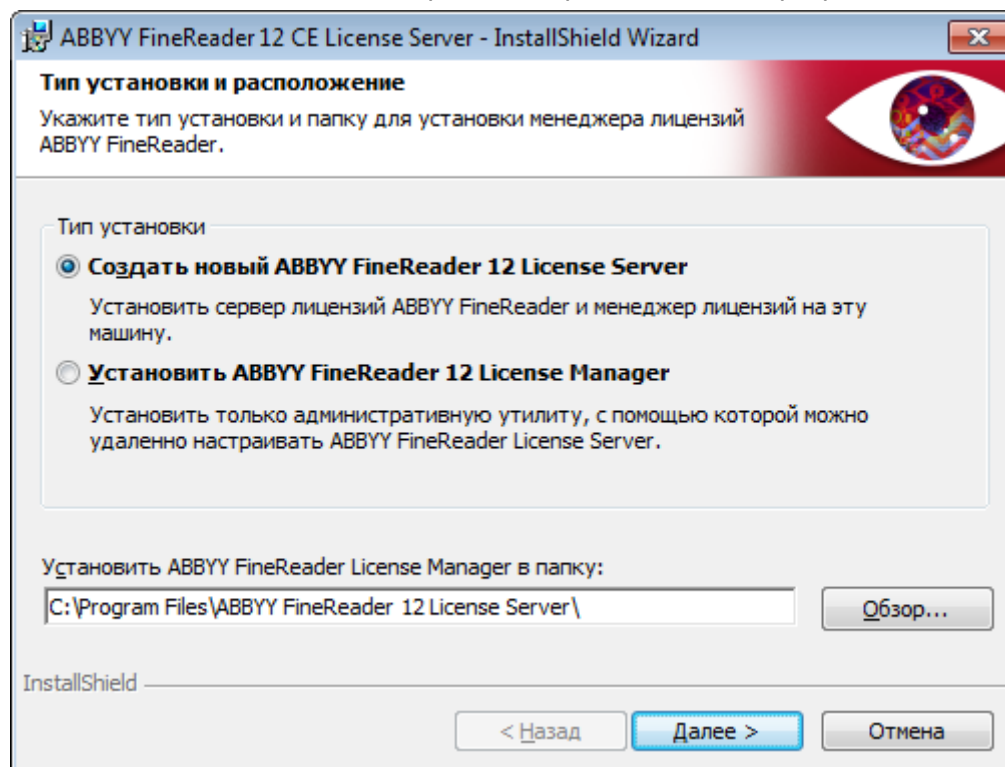 ABBYY FineReader 12 CE License Server - InstallShield Wizard
Тип установки и расположение
Укажите тип установки и папку для установки менеджера лицензий
ABBYY FineReader.
Тип установки
Создать новый ABBYY FineReader 12 License Server
Установить сервер лицензий ABBYY FineReader и менеджер лицензий на эту
машину.
Установить ABBYY FineReader 12 License Manager
Установить только административную утилиту, с помощью которой можно
удаленно настраивать ABBYY FineReader License Server.
Установить ABBYY FineReader License Manager в папку:
C:\Program Files\ABBYY FineReader 12 License Server\
Обзор...
InstallShield
< Назад
Далее >
Отмена